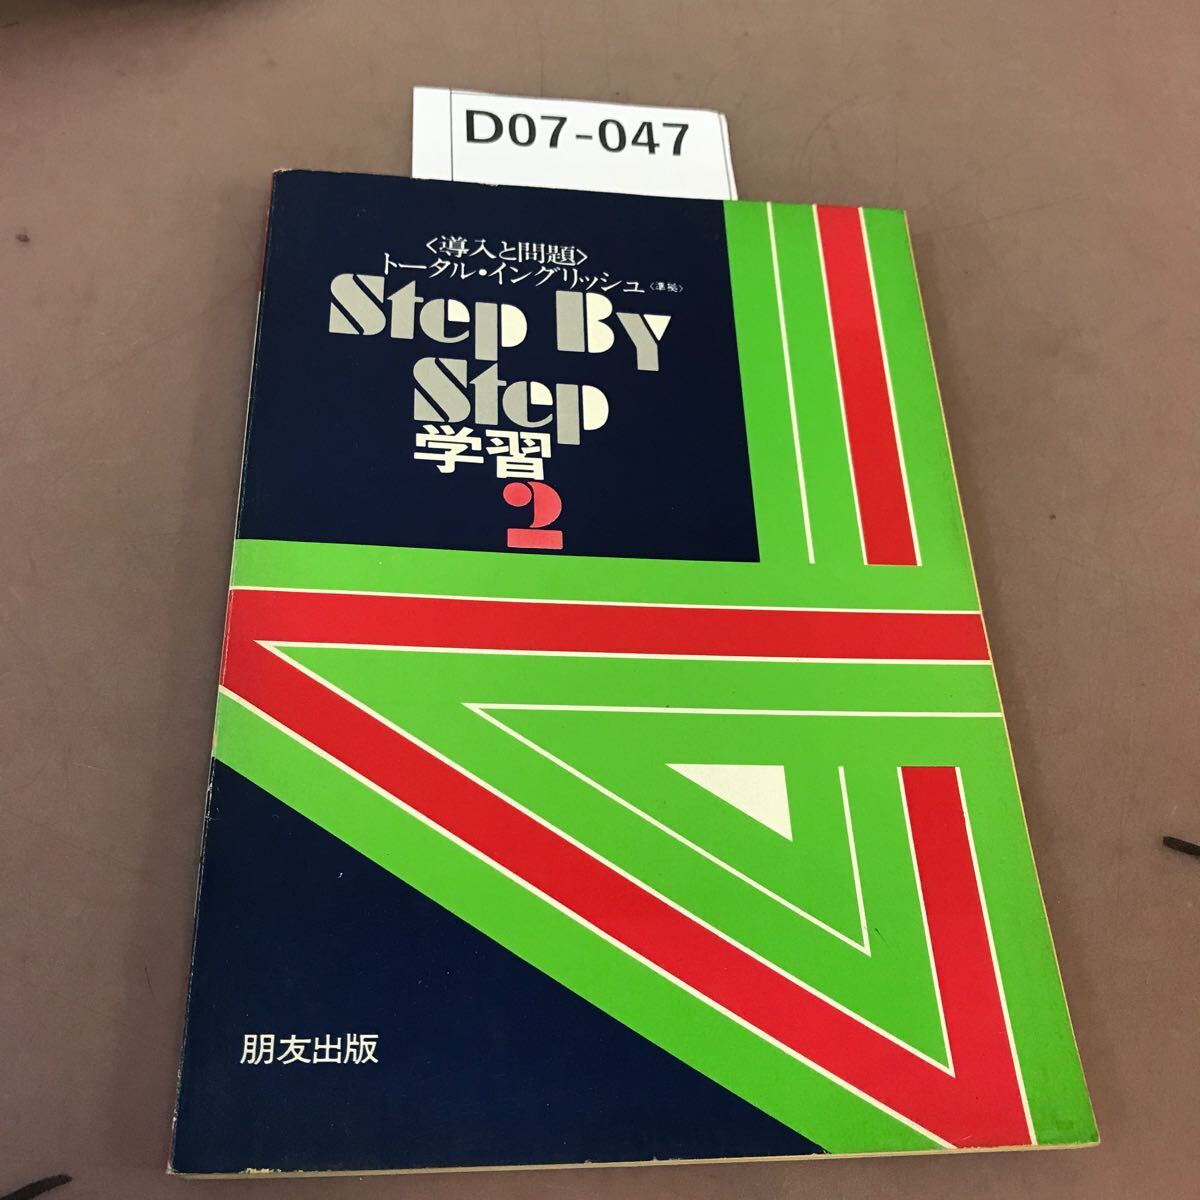 D07-047
〈導入と問題〉
トータル・イングリッシュ〈準拠〉
Step By
Step
学習
2
朋友出版